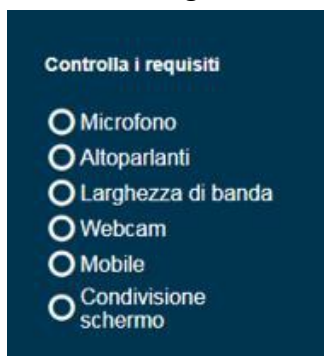 Controlla i requisiti
Microfono
Altoparlanti
Larghezza di banda
Webcam
Mobile
Condivisione
schermo